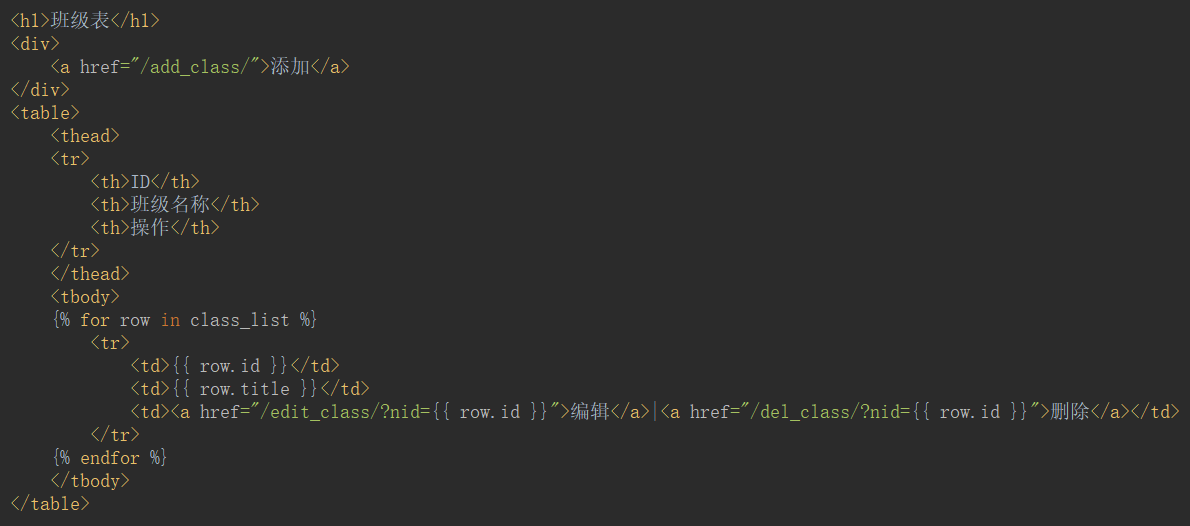 <h1>班级表</h1>
<div>
    <a href="/add_class/">添加</a>
</div>
<table>
    <thead>
    <tr>
        <th>ID</th>
        <th>班级名称</th>
        <th>操作</th>
    </tr>
    </thead>
    <tbody>
    {% for row in class_list %}
        <tr>
            <td>{{ row.id }}</td>
            <td>{{ row.title }}</td>
            <td><a href="/edit_class/?nid={{ row.id }}">编辑</a>|<a href="/del_class/?nid={{ row.id }}">删除</a></td>
        </tr>
    {% endfor %}
    </tbody>
</table>